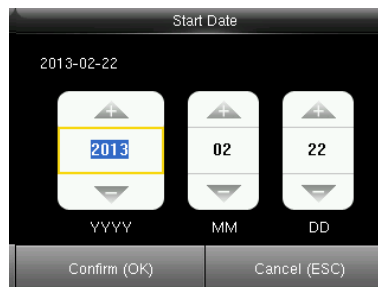 Start Date
2013-02-22
2013 02 22
YYYY MM DD
Confirm (OK) Cancel (ESC)